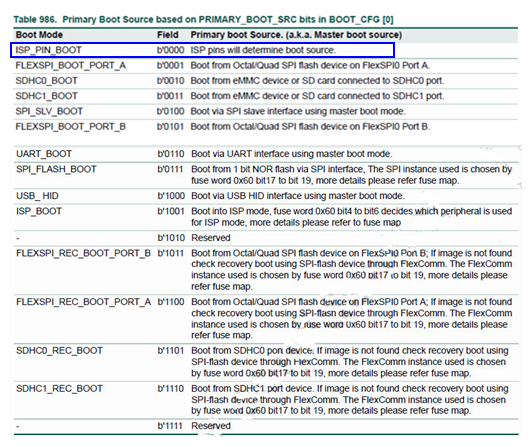 Table 986. Primary Boot Source based on PRIMARY_BOOT_SRC bits in BOOT_CFG [0]
Boot Mode Field Primary boot Source. (a.k.a. Master boot source)
ISP_PIN_BOOT b'0000 ISP pins will determine boot source.
FLEXSPI_BOOT_PORT_A b'0001 Boot from Octal/Quad SPI flash device on FlexSPI0 Port A.
SDHC0_BOOT b'0010 Boot from eMMC device or SD card connected to SDHC0 port.
SDHC1_BOOT b'0011 Boot from eMMC device or SD card connected to SDHC1 port.
SPI_SLV_BOOT b'0100 Boot via SPI slave interface using master boot mode.
FLEXSPI_BOOT_PORT_B b'0101 Boot from Octal/Quad SPI flash device on FlexSPI0 Port B.
UART_BOOT b'0110 Boot via UART interface using master boot mode.
SPI_FLASH_BOOT b'0111 Boot from 1 bit NOR flash via SPI interface, The SPI instance used is chosen by
fuse word 0x60 bit17 to bit 19, more details please refer fuse map.
USB_ HID b'1000 Boot via USB HID interface using master boot mode.
ISP_BOOT b'1001 Boot into ISP mode, fuse word 0x60 bit4 to bit6 decides which peripheral is used
for ISP mode, more details please refer to fuse map
- b'1010 Reserved
FLEXSPI_REC_BOOT_PORT_B b'1011 Boot from Octal/Quad SPI flash device on FlexSPI0 Port B; If image is not found
check recovery boot using SPI-flash device through FlexComm. The FlexComm
instance used is chosen by fuse word 0x60 bit17 to bit 19, more details please
refer fuse map.
FLEXSPI_REC_BOOT_PORT_A b'1100 Boot from Octal/Quad SPI flash device on FlexSPI0 Port A; If image is not found
check recovery boot using SPI-flash device through FlexComm. The FlexComm
instance used is chosen by fuse word 0x60 bit17 to bit 19, more details please
refer fuse map.
SDHC0_REC_BOOT b'1101 Boot from SDHC0 port device. If image is not found check recovery boot using
SPI-flash device through FlexComm. The FlexComm instance used is chosen
by fuse word 0x60 bit17 to bit 19, more details please refer fuse map.
SDHC1_REC_BOOT b'1110 Boot from SDHC1 port device. If image is not found check recovery boot using
SPI-flash device through FlexComm. The FlexComm instance used is chosen
by fuse word 0x60 bit17 to bit 19, more details please refer fuse map.
- b'1111 Reserved